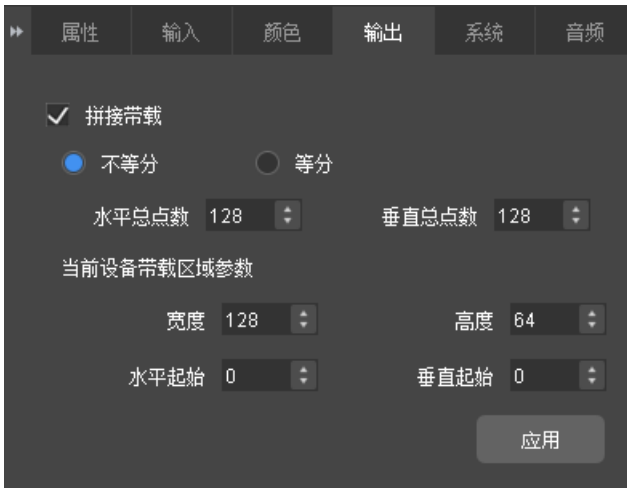 属性 输入 颜色 输出 系统 音频
拼接带载
不等分 等分
水平总点数 128 垂直总点数 128
当前设备带载区域参数
宽度 128 高度 64
水平起始 0 垂直起始 0
应用